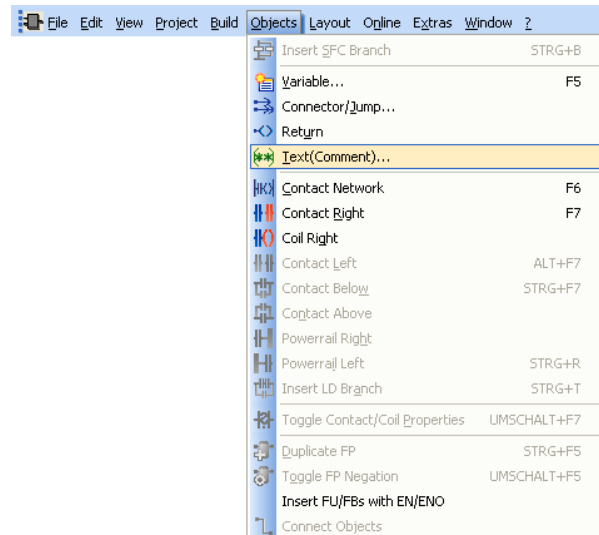 File Edit View Project Build Objects Layout Online Extras Window ?
Insert SFC Branch STRG+B
Variable... F5
Connector/Jump...
Return
Text(Comment)...
Contact Network F6
Contact Right F7
Coil Right
Contact Left ALT+F7
Contact Below STRG+F7
Contact Above
Powerrail Right
Powerrail Left STRG+R
Insert LD Branch STRG+T
Toggle Contact/Coil Properties UMSCHALT+F7
Duplicate FP STRG+F5
Toggle FP Negation UMSCHALT+F5
Insert FU/FBs with EN/ENO
Connect Objects